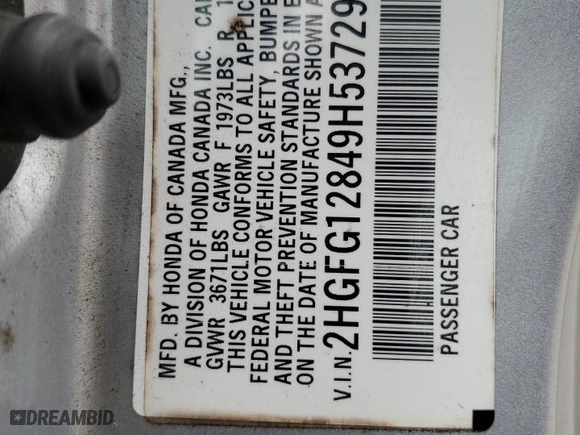 MFD. BY HONDA OF CANADA MFG.,
A DIVISION OF HONDA CANADA INC.
GVWR 3671LBS GAWR F 1973LBS R
THIS VEHICLE CONFORMS TO ALL
FEDERAL MOTOR VEHICLE SAFETY,
AND THEFT PREVENTION STANDARDS IN
ON THE DATE OF MANUFACTURE SHOWN
V.I.N. 2HGFG12849H53729
PASSENGER CAR
DREAMBID